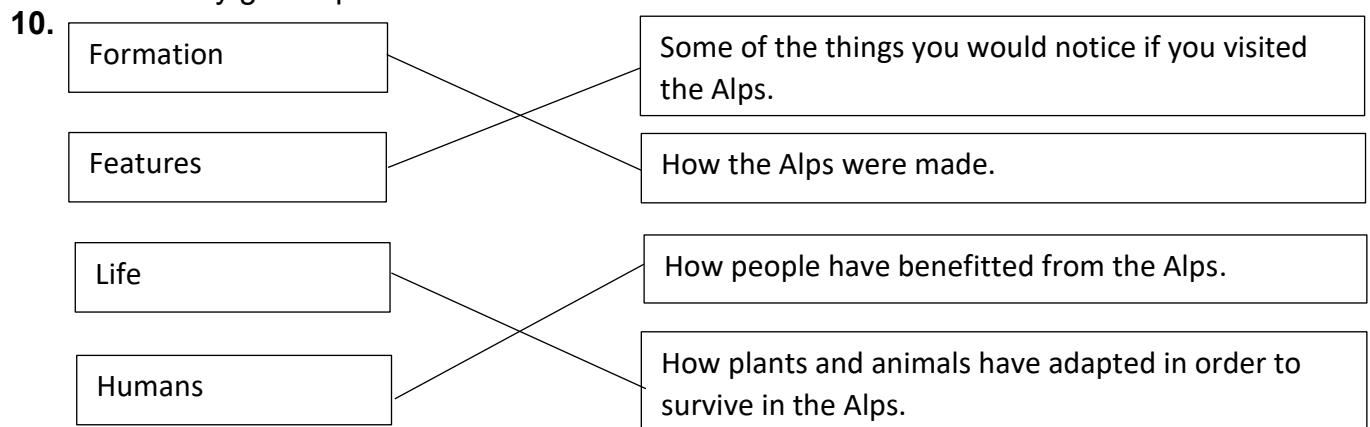 10.
Formation
Some of the things you would notice if you visited
the Alps.
Features
How the Alps were made.
Life
How people have benefitted from the Alps.
Humans
How plants and animals have adapted in order to
survive in the Alps.